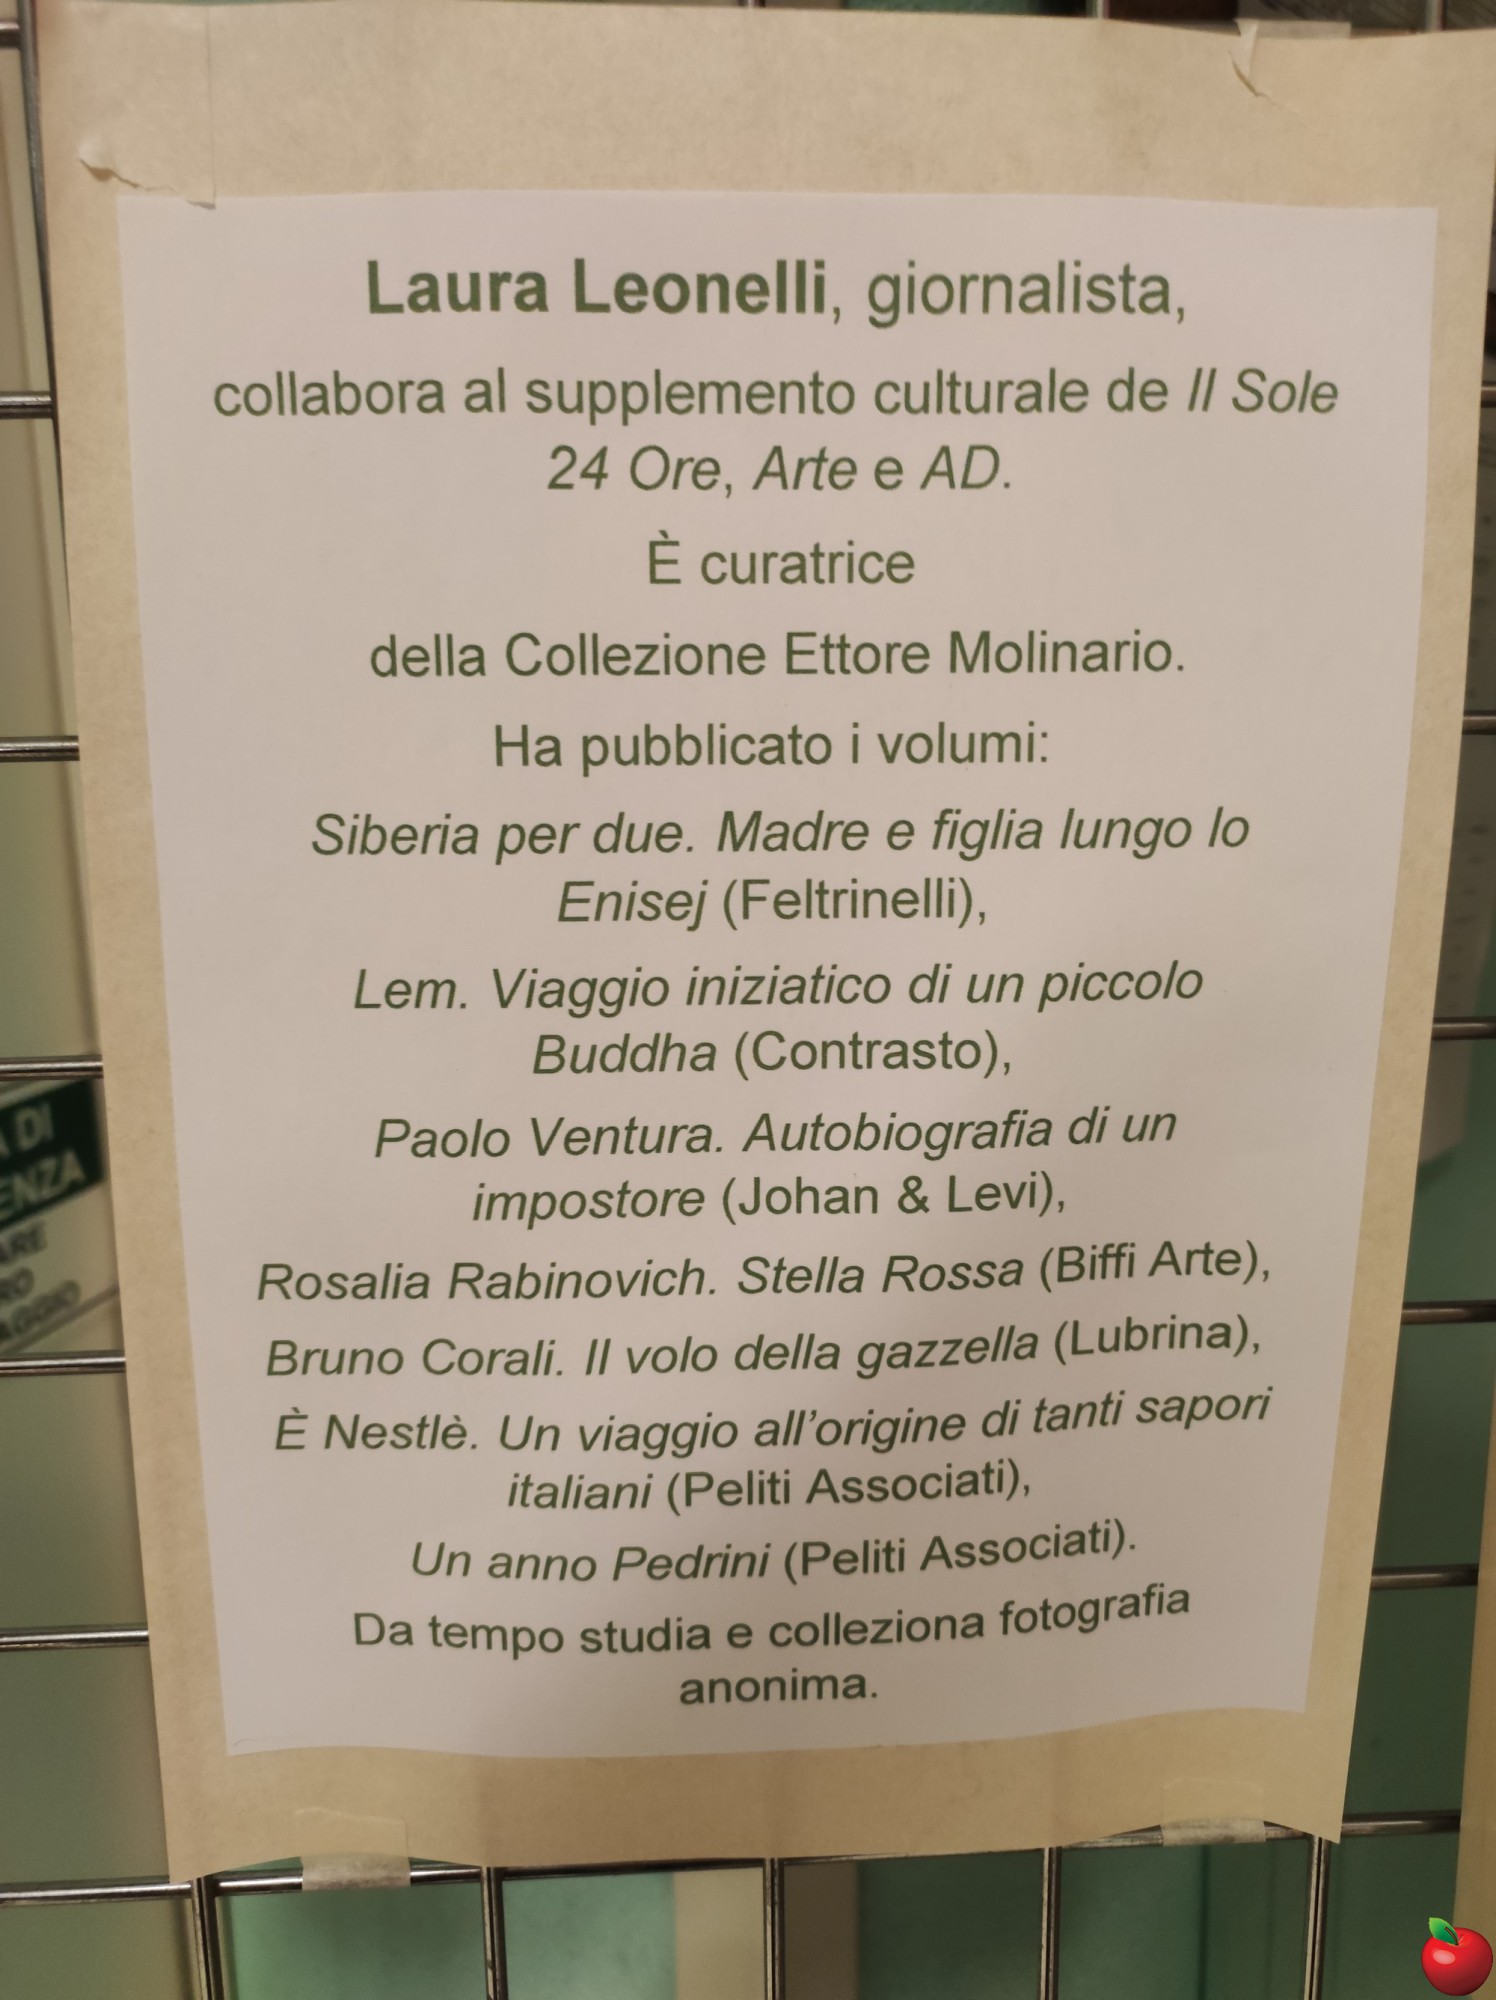 Laura Leonelli, giornalista,
collabora al supplemento culturale de Il Sole
24 Ore, Arte e AD.
È curatrice
della Collezione Ettore Molinario.
Ha pubblicato i volumi:
Siberia per due. Madre e figlia lungo lo
Enisej (Feltrinelli),
Lem. Viaggio iniziatico di un piccolo
Buddha (Contrasto),
Paolo Ventura. Autobiografia di un
impostore (Johan & Levi),
Rosalia Rabinovich. Stella Rossa (Biffi Arte),
Bruno Corali. Il volo della gazzella (Lubrina),
È Nestlè. Un viaggio all'origine di tanti sapori
italiani (Peliti Associati),
Un anno Pedrini (Peliti Associati).
Da tempo studia e colleziona fotografia
anonima.
DI